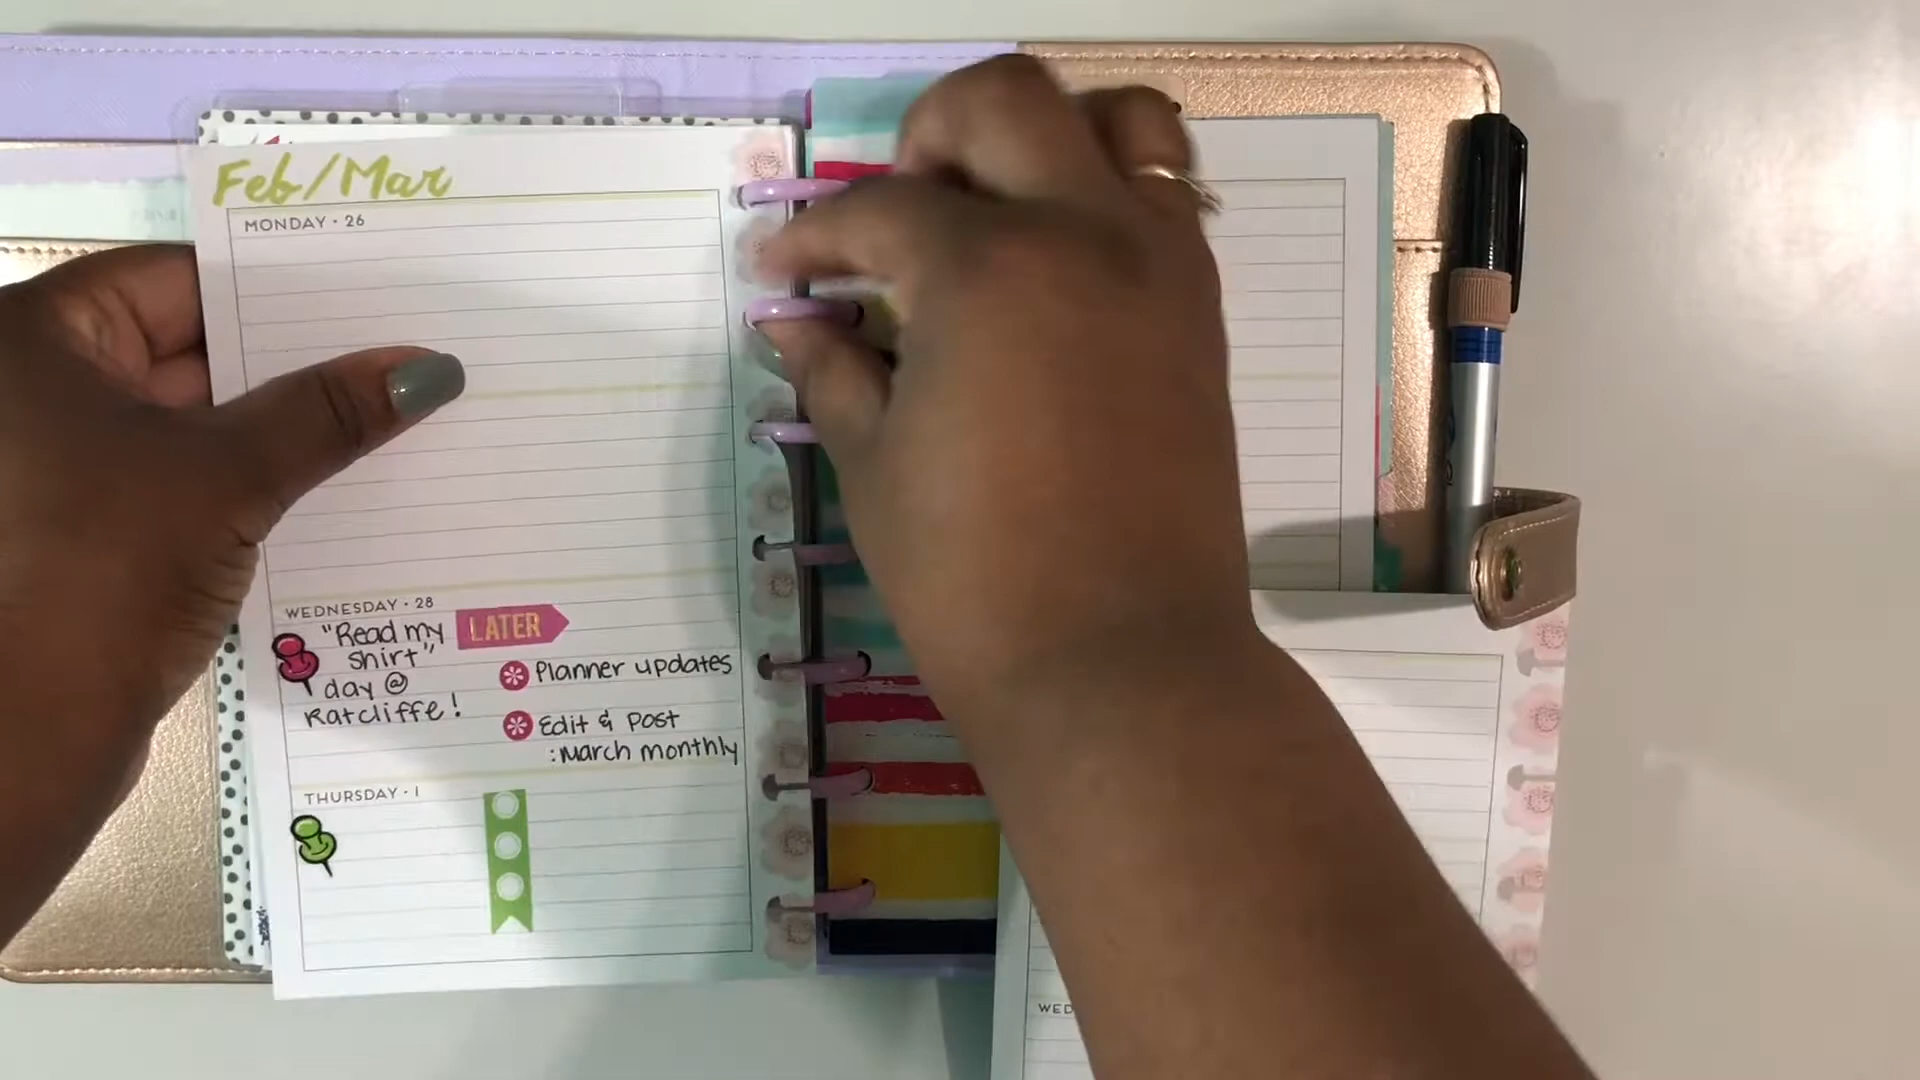 Feb/Mar
MONDAY · 26
WEDNESDAY · 28
"Read my
shirt"
day @
Ratcliffe!
LATER
Planner updates
Edit & Post
:March monthly
THURSDAY · 1
WED